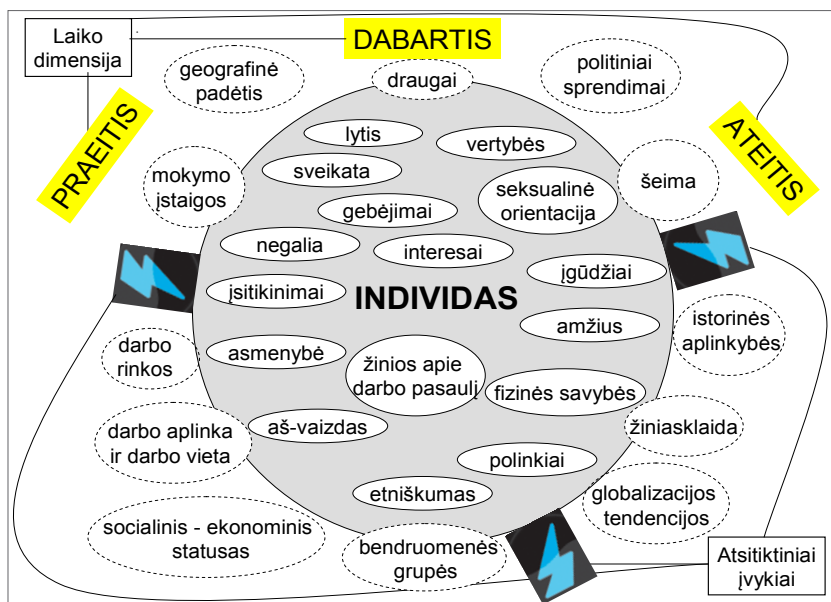 Laiko
dimensija
DABARTIS
PRAEITIS
ATEITIS
geografinė
padėtis
draugai
politiniai
sprendimai
lytis
vertybės
sveikata
mokymo
įstaigos
seksualinė
orientacija
šeima
gebėjimai
negalia
interesai
įgūdžiai
įsitikinimai
INDIVIDAS
amžius
istorinės
aplinkybės
darbo
rinkos
asmenybė
žinios apie
darbo pasaulį
fizinės savybės
aš-vaizdas
žiniasklaida
darbo aplinka
ir darbo vieta
polinkiai
etniškumas
globalizacijos
tendencijos
socialinis - ekonominis
statusas
bendruomenės
grupės
Atsitiktiniai
įvykiai